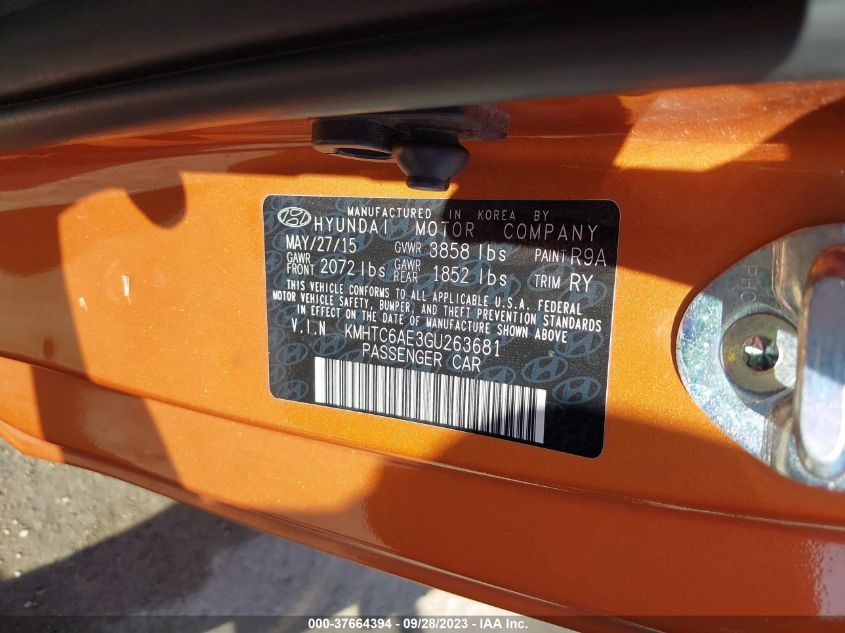 MANUFACTURED IN KOREA BY
HYUNDAI MOTOR COMPANY
MAY/27/15 GVWR 3858 lbs PAINT R9A
GAWR FRONT 2072 lbs GAWR REAR 1852 lbs TRIM RY
THIS VEHICLE CONFORMS TO ALL APPLICABLE U.S.A. FEDERAL
MOTOR VEHICLE SAFETY, BUMPER, AND THEFT PREVENTION STANDARDS
IN EFFECT ON THE DATE OF MANUFACTURE SHOWN ABOVE.
V.I.N KMHTC6AE3GU263681
PASSENGER CAR
PHC
000-37664394 - 09/28/2023 - IAA Inc.